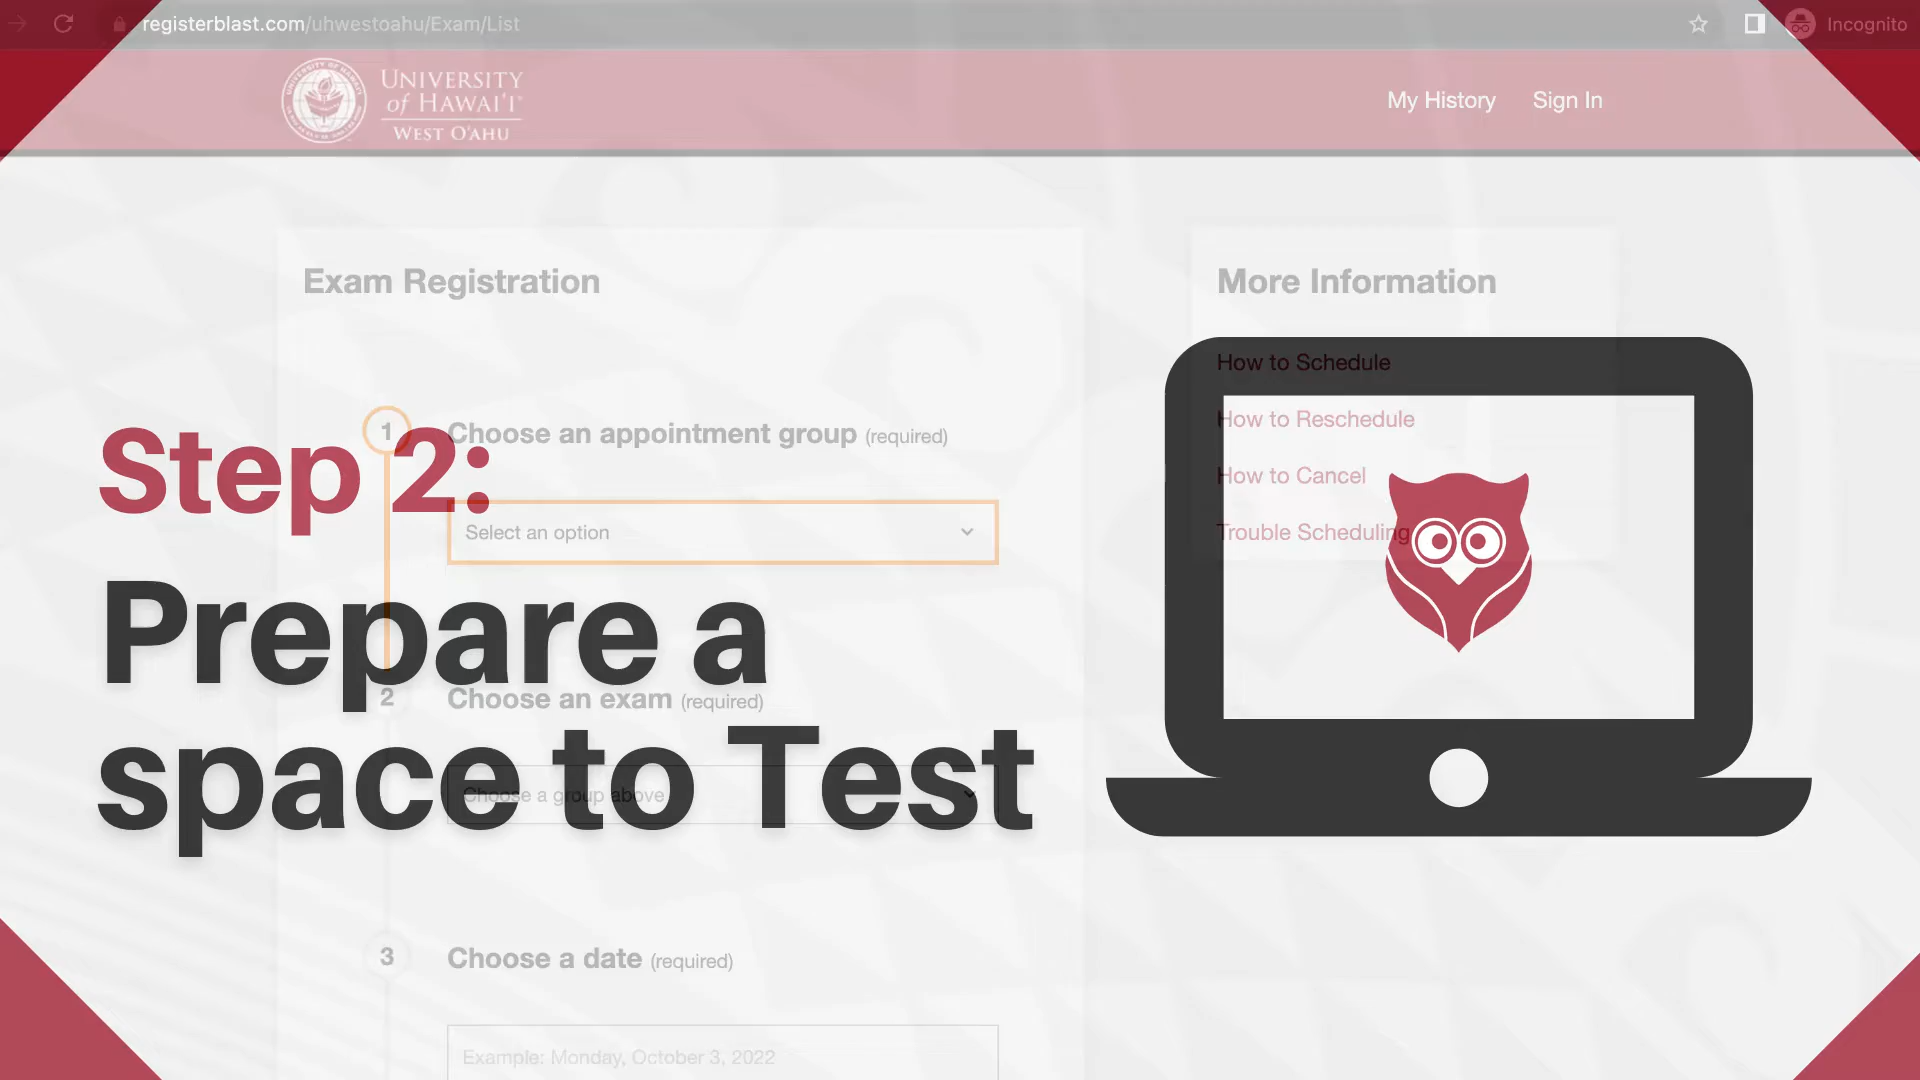 registerblast.com/uhwestoahu/Exam/List
Incognito
UNIVERSITY
of HAWAI'I®
WEST O'AHU
My History
Sign In
Exam Registration
More Information
How to Schedule
How to Reschedule
How to Cancel
Trouble Scheduling
1
Choose an appointment group (required)
Select an option
Step 2:
Prepare a
space to Test
2
Choose an exam (required)
Choose a group above
3
Choose a date (required)
Example: Monday, October 3, 2022